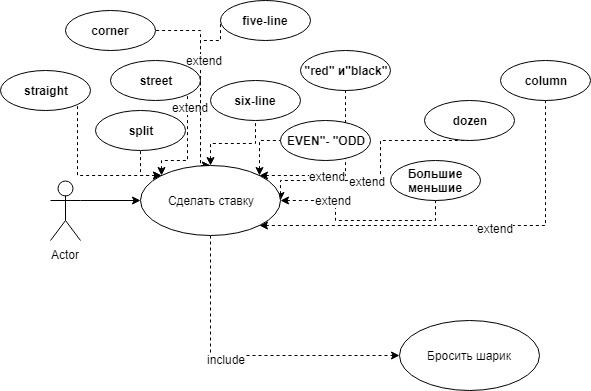 five-line
corner
extend
"red" и"black"
street
column
straight
extend
six-line
dozen
split
EVEN"- "ODD
Большие
меньшие
extend
extend
Сделать ставку
extend
extend
Actor
include
Бросить шарик